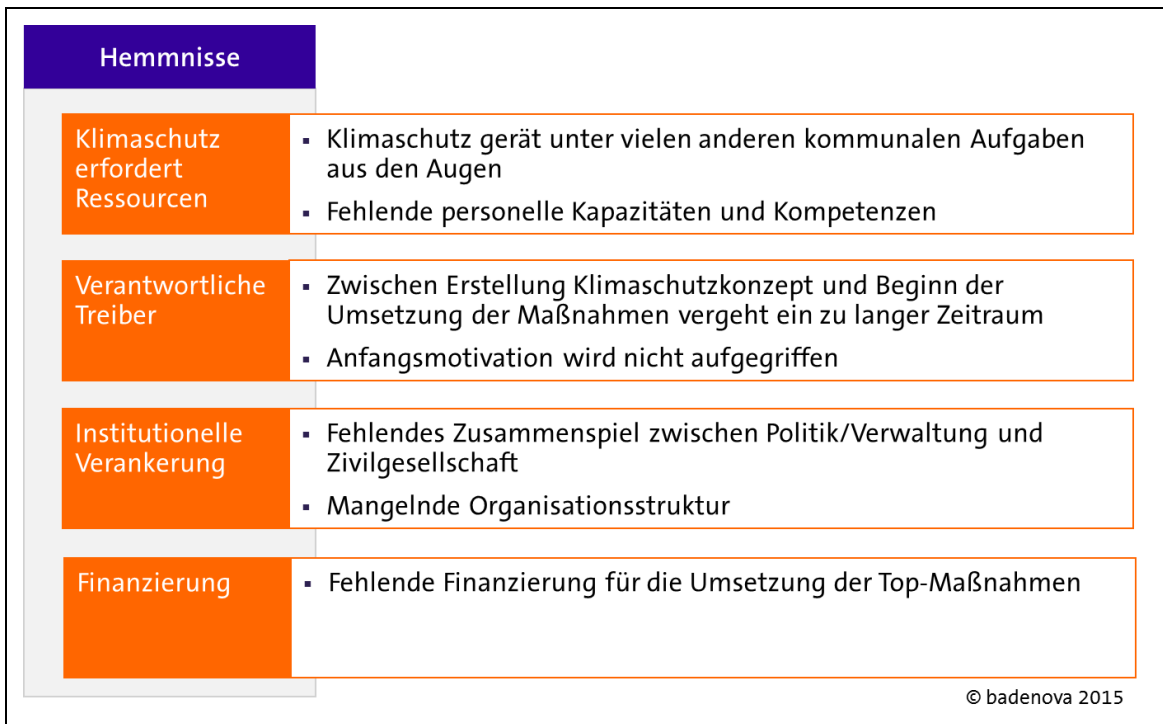 Hemmnisse
Klimaschutz
erfordert
Ressourcen
▪ Klimaschutz gerät unter vielen anderen kommunalen Aufgaben
aus den Augen
▪ Fehlende personelle Kapazitäten und Kompetenzen
Verantwortliche
Treiber
▪ Zwischen Erstellung Klimaschutzkonzept und Beginn der
Umsetzung der Maßnahmen vergeht ein zu langer Zeitraum
▪ Anfangsmotivation wird nicht aufgegriffen
Institutionelle
Verankerung
▪ Fehlendes Zusammenspiel zwischen Politik/Verwaltung und
Zivilgesellschaft
▪ Mangelnde Organisationsstruktur
Finanzierung
▪ Fehlende Finanzierung für die Umsetzung der Top-Maßnahmen
© badenova 2015